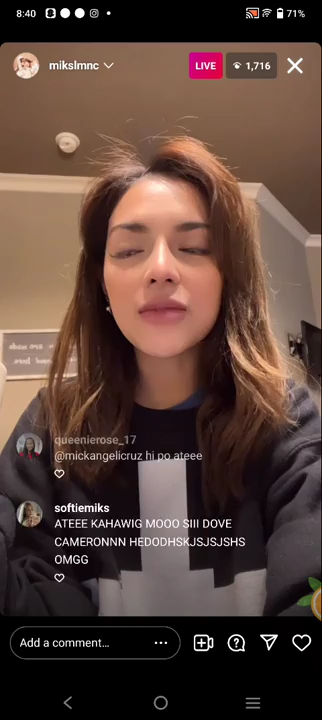 8:40
71%
mikslmnc
LIVE
1,716
queenierose_17
@mickangelicruz hi po ateee
softiemiks
ATEEE KAHAWIG MOOO SIII DOVE
CAMERONNN HEDODHSKJSJSJSHS
OMGG
Add a comment...